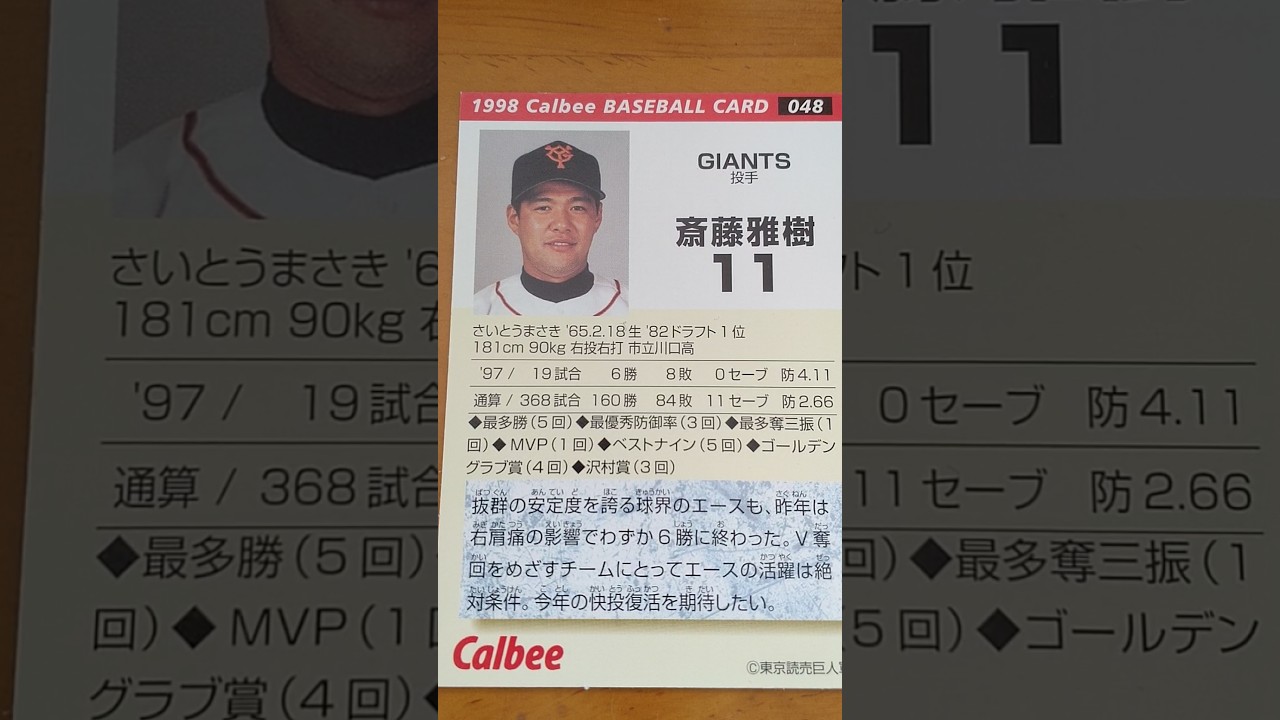 1998 Calbee BASEBALL CARD 048
GIANTS
投手
斎藤雅樹
11
さいとうまさき '65.2.18生 '82ドラフト1位
181cm 90kg 右投右打 市立川口高
'97 / 19試合 6勝 8敗 0セーブ 防4.11
通算 / 368試合 160勝 84敗 11セーブ 防2.66
◆最多勝(5回)◆最優秀防御率(3回)◆最多奪三振(1
回)◆MVP(1回)◆ベストナイン(5回)◆ゴールデン
グラブ賞(4回)◆沢村賞(3回)
抜群の安定度を誇る球界のエースも、昨年は
右肩痛の影響でわずか6勝に終わった。V奪
回をめざすチームにとってエースの活躍は絶
対条件。今年の快投復活を期待したい。
Calbee
©東京読売巨人